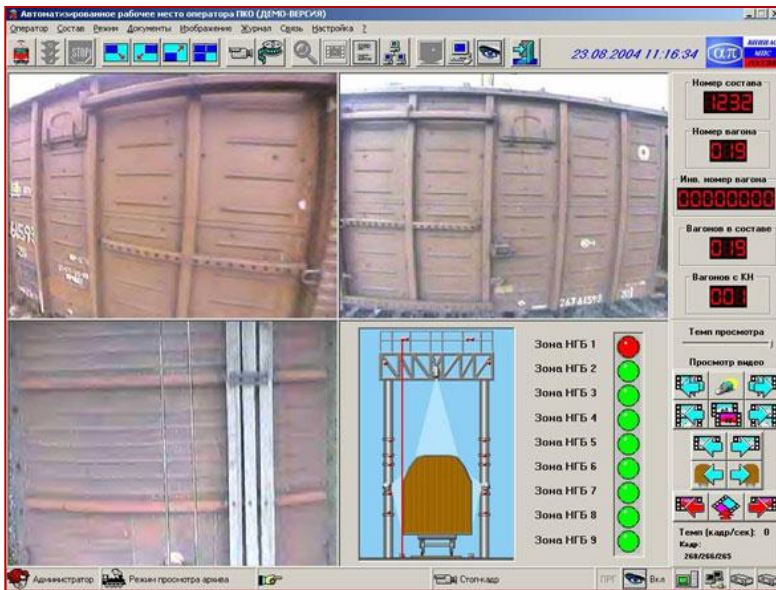 Автоматизированное рабочее место оператора ПКО (ДЕМО-ВЕРСИЯ)
Оператор Состав Режим Документы Изображение Журнал Связь Настройка ?
STOP!
23.08.2004 11:16:34
απ
Номер состава
1232
Номер вагона
019
Инв. номер вагона
00000000
Вагонов в составе
019
Вагонов с КН
001
Темп просмотра
Просмотр видео
Зона НГБ 1
Зона НГБ 2
Зона НГБ 3
Зона НГБ 4
Зона НГБ 5
Зона НГБ 6
Зона НГБ 7
Зона НГБ 8
Зона НГБ 9
Темп (кадр/сек): 0
Кадр:
268/266/265
Администратор Режим просмотра архива Стоп-кадр ПРГ Вкл